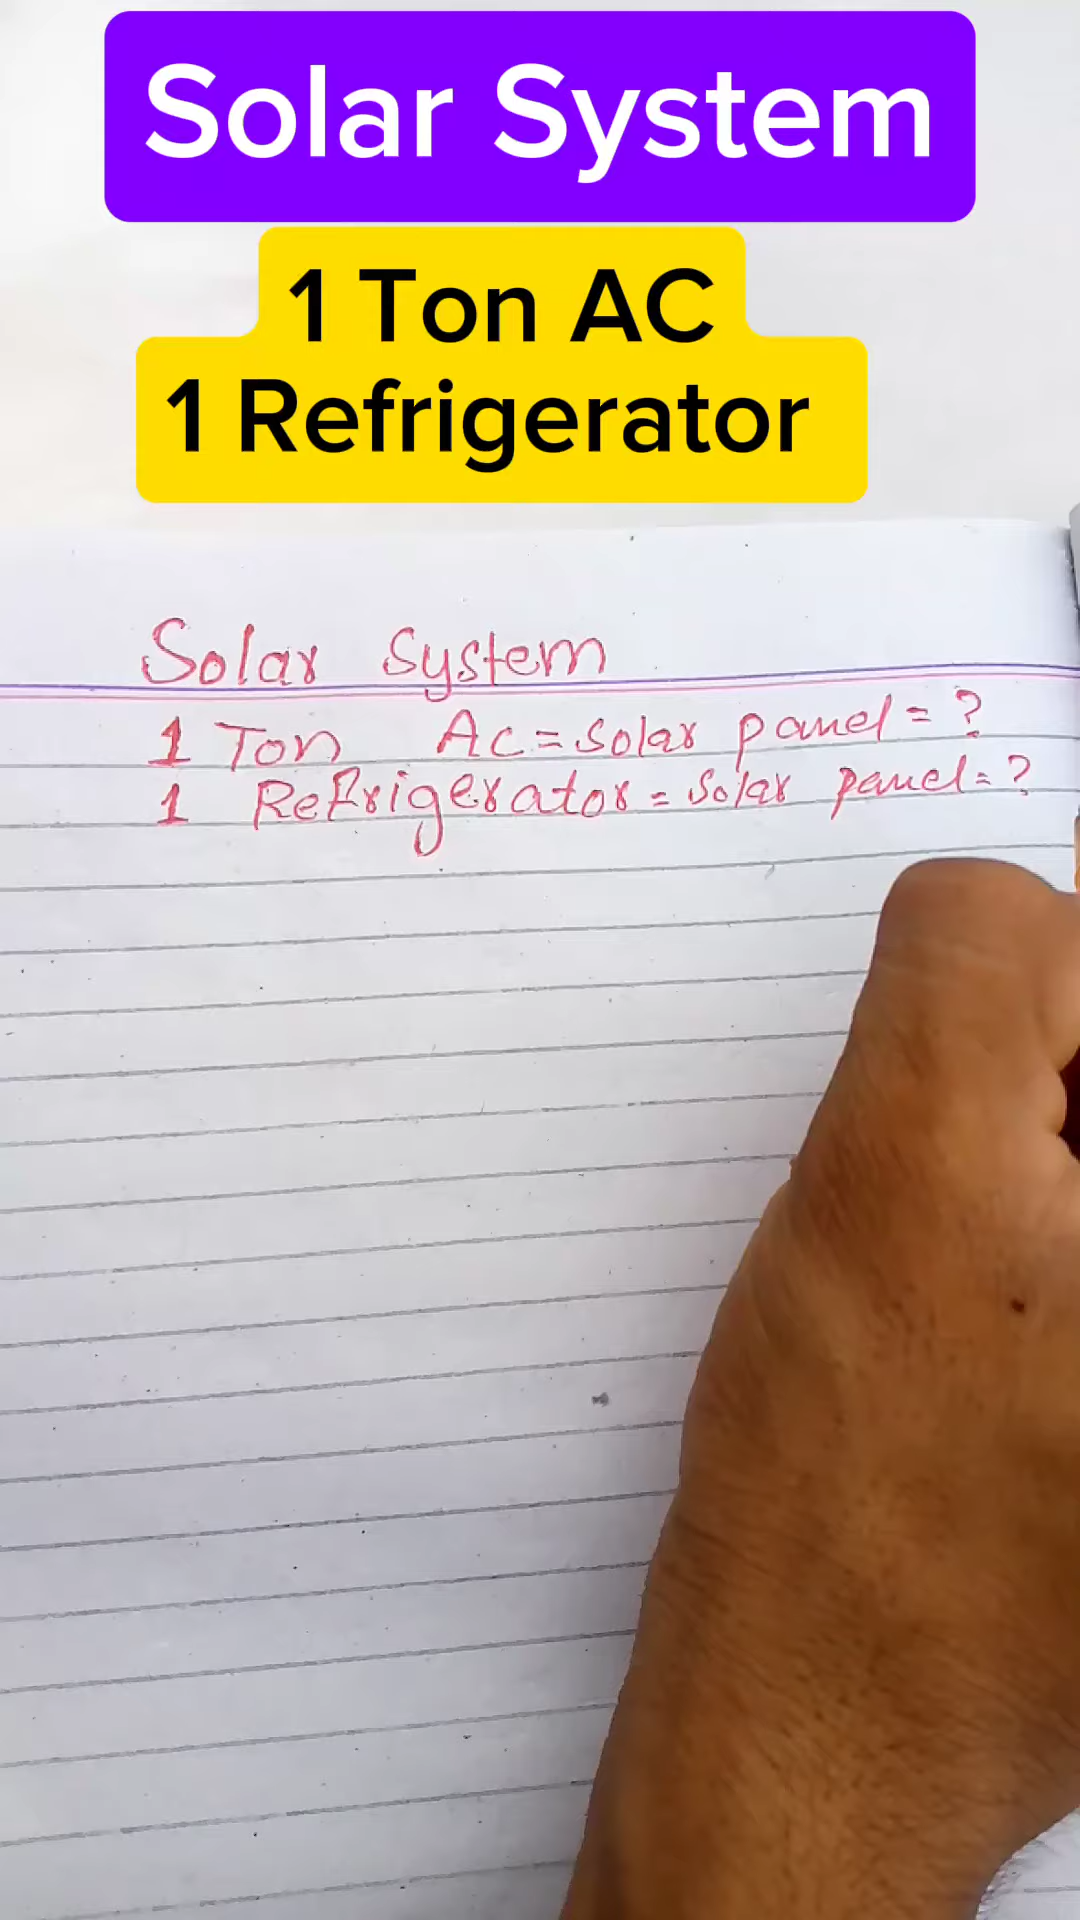 Solar System
1 Ton AC
1 Refrigerator
Solar System
1 Ton Ac = Solar panel = ?
1 Refrigerator = Solar panel = ?